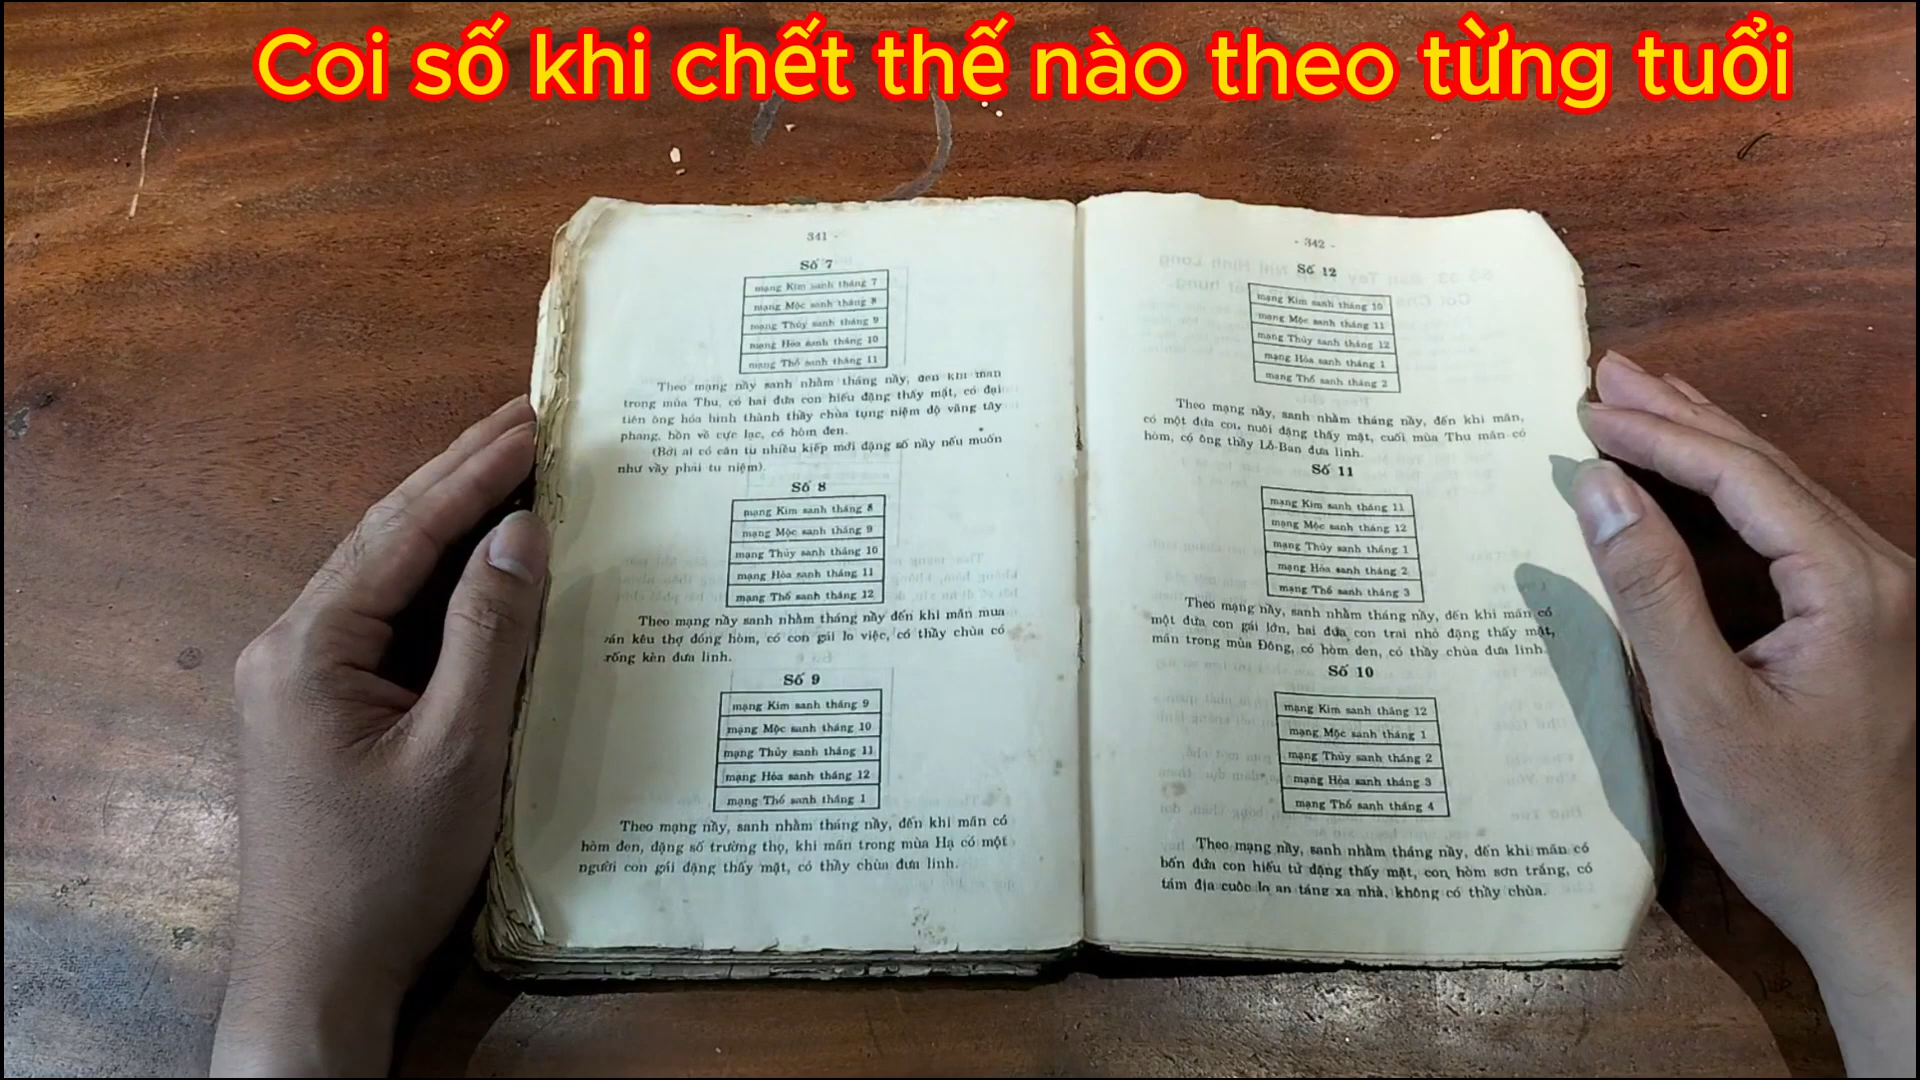 Coi số khi chết thế nào theo từng tuổi
341 -
Số 7
mạng Kim sanh tháng 7
mạng Mộc sanh tháng 8
mạng Thủy sanh tháng 9
mạng Hỏa sanh tháng 10
mạng Thổ sanh tháng 11
Theo mạng nầy sanh nhằm tháng nầy, đến khi mãn
trong mùa Thu, có hai đứa con hiếu đặng thấy mặt, có đại
tiên ông hóa hình thành thầy chùa tụng niệm độ vãng tây
phang, hồn về cực lạc, có hòm đen.
(Bởi ai có căn tu nhiều kiếp mới đặng số nầy nếu muốn
như vầy phải tu niệm).
Số 8
mạng Kim sanh tháng 8
mạng Mộc sanh tháng 9
mạng Thủy sanh tháng 10
mạng Hỏa sanh tháng 11
mạng Thổ sanh tháng 12
Theo mạng nầy sanh nhằm tháng nầy đến khi mãn mua
ván kêu thợ đóng hòm, có con gái lo việc, có thầy chùa có
trống kèn đưa linh.
Số 9
mạng Kim sanh tháng 9
mạng Mộc sanh tháng 10
mạng Thủy sanh tháng 11
mạng Hỏa sanh tháng 12
mạng Thổ sanh tháng 1
Theo mạng nầy, sanh nhằm tháng nầy, đến khi mãn có
hòm đen, đặng số trường thọ, khi mãn trong mùa Hạ có một
người con gái đặng thấy mặt, có thầy chùa đưa linh.
- 342 -
Số 12
mạng Kim sanh tháng 10
mạng Mộc sanh tháng 11
mạng Thủy sanh tháng 12
mạng Hỏa sanh tháng 1
mạng Thổ sanh tháng 2
Theo mạng nầy, sanh nhằm tháng nầy, đến khi mãn,
có một đứa con nuôi đặng thấy mặt, cuối mùa Thu mãn có
hòm, có ông thầy Lỗ-Ban đưa linh.
Số 11
mạng Kim sanh tháng 11
mạng Mộc sanh tháng 12
mạng Thủy sanh tháng 1
mạng Hỏa sanh tháng 2
mạng Thổ sanh tháng 3
Theo mạng nầy, sanh nhằm tháng nầy, đến khi mãn có
một đứa con gái lớn, hai đứa con trai nhỏ đặng thấy mặt,
mãn trong mùa Đông, có hòm đen, có thầy chùa đưa linh.
Số 10
mạng Kim sanh tháng 12
mạng Mộc sanh tháng 1
mạng Thủy sanh tháng 2
mạng Hỏa sanh tháng 3
mạng Thổ sanh tháng 4
Theo mạng nầy, sanh nhằm tháng nầy, đến khi mãn có
bốn đứa con hiếu tử đặng thấy mặt, con hòm sơn trắng, có
tám địa cuộc lo an táng xa nhà, không có thầy chùa.